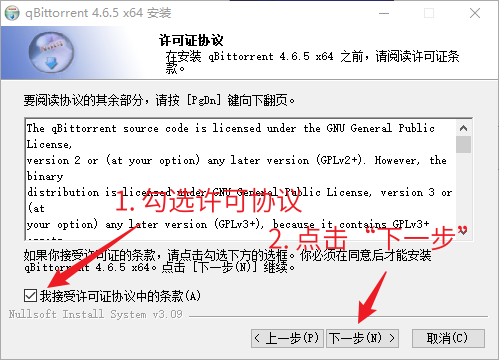 qBittorrent 4.6.5 x64 安装
许可证协议
在安装 qBittorrent 4.6.5 x64 之前,请阅读许可证条
款。
要阅读协议的其余部分,请按 [PgDn] 键向下翻页。
The qBittorrent source code is licensed under the GNU General Public
License,
version 2 or (at your option) any later version (GPLv2+). However, the
binary
distribution is licensed under GNU General Public License, version 3 or
(at
your option) any later version (GPLv3+), because it contains GPLv3+
1. 勾选许可协议
2. 点击 “下一步”
如果你接受许可证的条款,请点击勾选下方的选框。你必须在同意后才能安装
qBittorrent 4.6.5 x64。点击 [下一步(N)] 继续。
我接受许可证协议中的条款(A)
Nullsoft Install System v3.09
< 上一步(P) 下一步(N) > 取消(C)